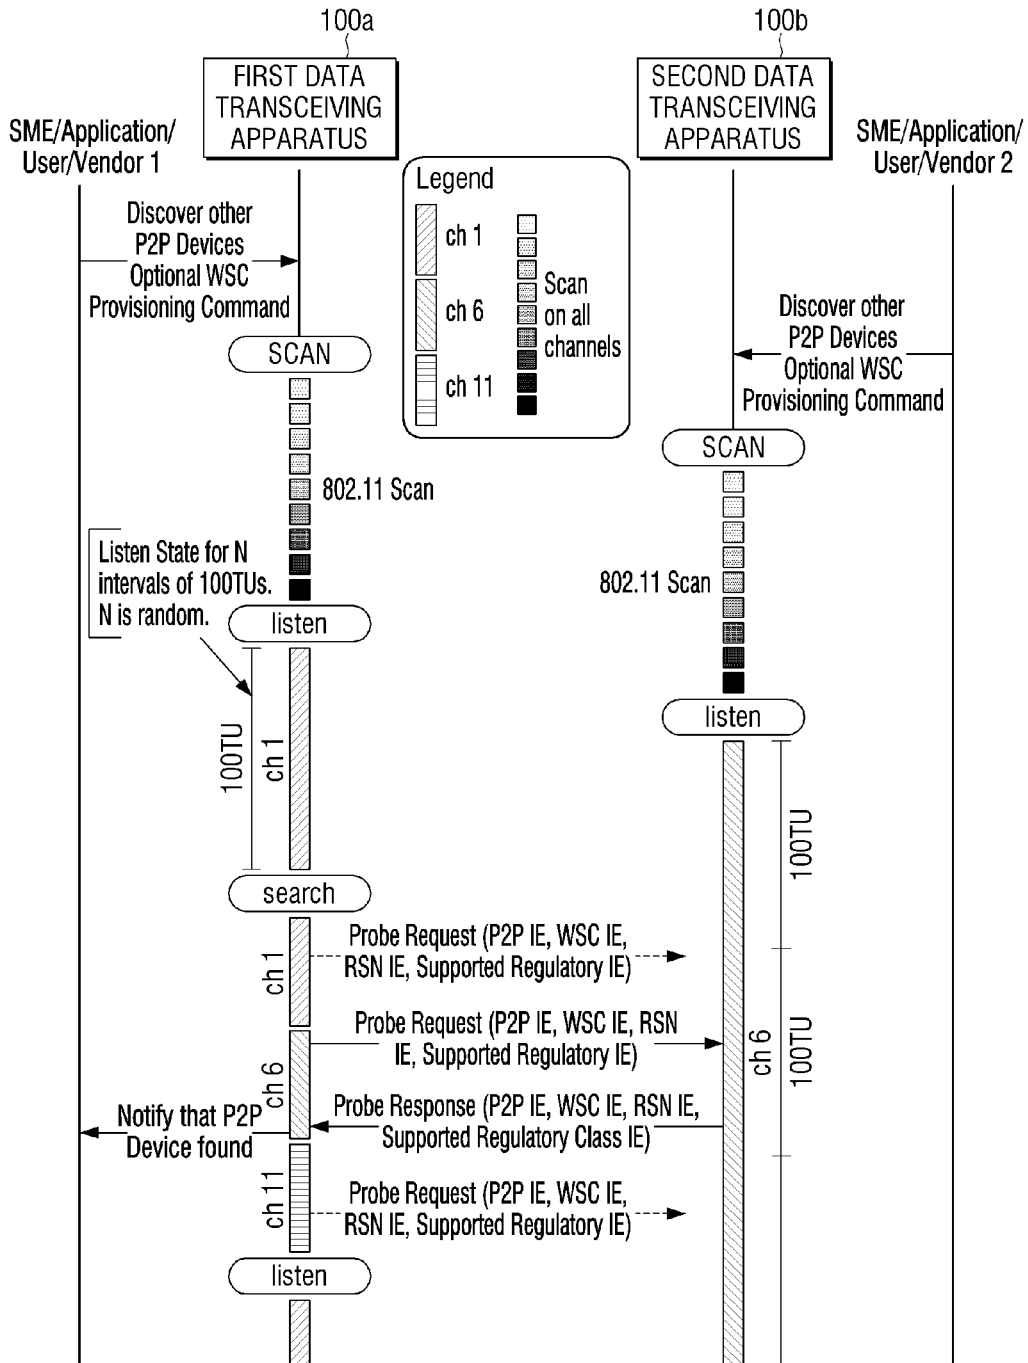 100a
100b
FIRST DATA
TRANSCEIVING
APPARATUS
SECOND DATA
TRANSCEIVING
APPARATUS
SME/Application/
User/Vendor 1
SME/Application/
User/Vendor 2
Legend
ch 1
ch 6
ch 11
Scan
on all
channels
Discover other
P2P Devices
Optional WSC
Provisioning Command
Discover other
P2P Devices
Optional WSC
Provisioning Command
SCAN
802.11 Scan
SCAN
802.11 Scan
Listen State for N
intervals of 100TUs.
N is random.
listen
100TU
ch 1
listen
100TU
search
ch 1
Probe Request (P2P IE, WSC IE,
RSN IE, Supported Regulatory IE)
ch 6
Probe Request (P2P IE, WSC IE, RSN
IE, Supported Regulatory IE)
ch 6
100TU
Probe Response (P2P IE, WSC IE, RSN IE,
Supported Regulatory Class IE)
Notify that P2P
Device found
ch 11
Probe Request (P2P IE, WSC IE,
RSN IE, Supported Regulatory IE)
listen